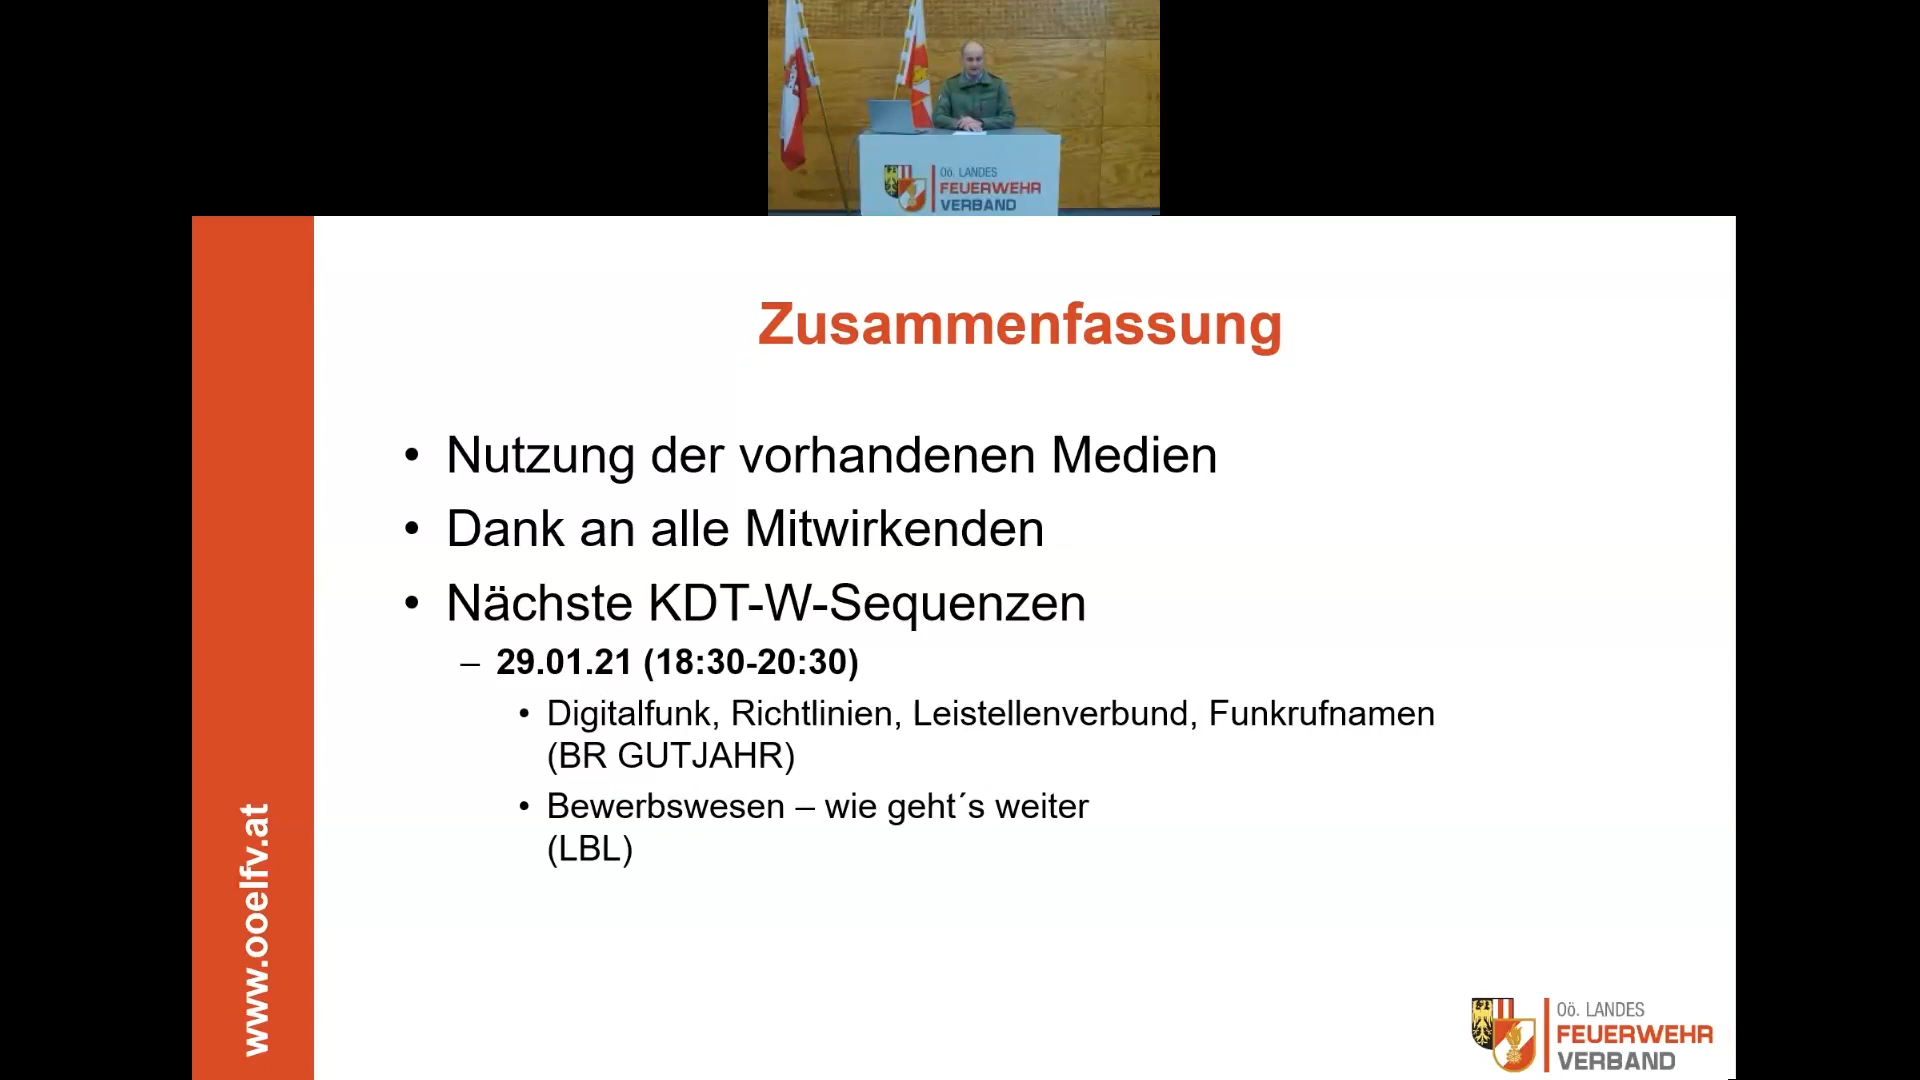 Oö. LANDES
FEUERWEHR
VERBAND
Zusammenfassung
• Nutzung der vorhandenen Medien
• Dank an alle Mitwirkenden
• Nächste KDT-W-Sequenzen
– 29.01.21 (18:30-20:30)
• Digitalfunk, Richtlinien, Leistellenverbund, Funkrufnamen
(BR GUTJAHR)
• Bewerbswesen – wie geht´s weiter
(LBL)
www.ooelfv.at
Oö. LANDES
FEUERWEHR
VERBAND